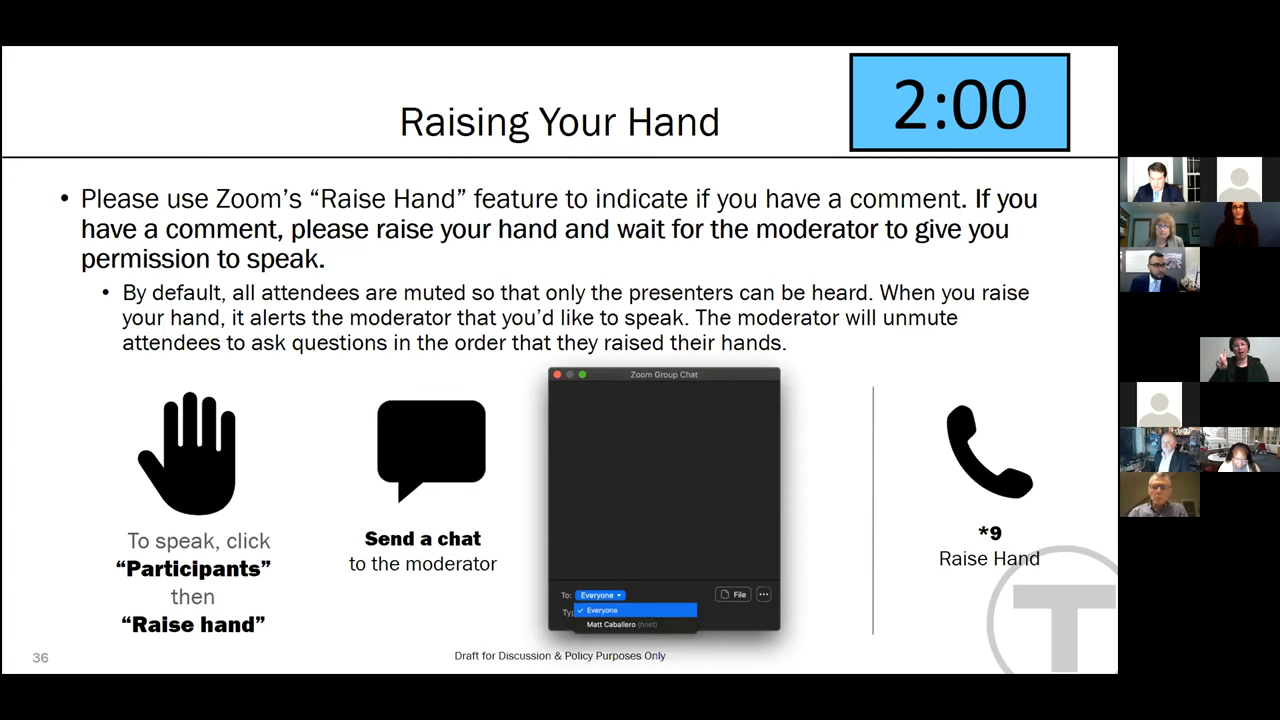 Raising Your Hand
2:00
• Please use Zoom’s “Raise Hand” feature to indicate if you have a comment. If you
have a comment, please raise your hand and wait for the moderator to give you
permission to speak.
• By default, all attendees are muted so that only the presenters can be heard. When you raise
your hand, it alerts the moderator that you’d like to speak. The moderator will unmute
attendees to ask questions in the order that they raised their hands.
To speak, click
“Participants”
then
“Raise hand”
Send a chat
to the moderator
Zoom Group Chat
To: Everyone
File
Ty
Everyone
Matt Caballero (host)
*9
Raise Hand
T
36
Draft for Discussion & Policy Purposes Only